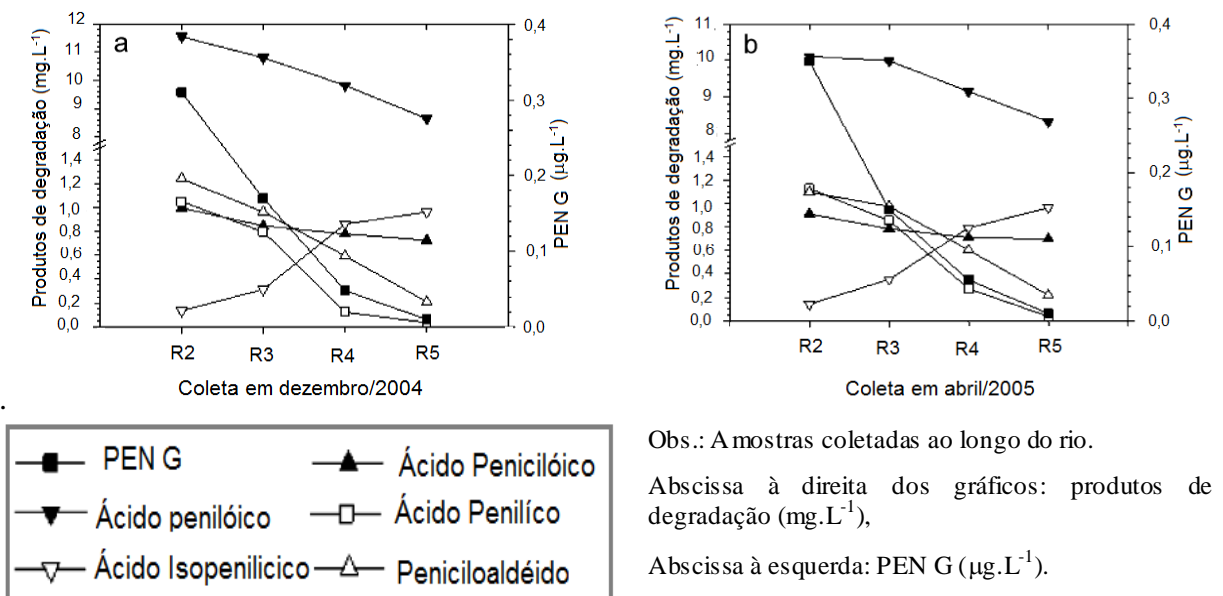 a
Produtos de degradação (mg.L-1)
12
11
10
9
8
1,4
1,2
1,0
0,8
0,6
0,4
0,2
0,0
0,4
0,3
0,2
0,1
0,0
PEN G (µg.L-1)
R2 R3 R4 R5
Coleta em dezembro/2004
b
Produtos de degradação (mg.L-1)
11
10
9
8
1,4
1,2
1,0
0,8
0,6
0,4
0,2
0,0
0,4
0,3
0,2
0,1
0,0
PEN G (µg.L-1)
R2 R3 R4 R5
Coleta em abril/2005
.
PEN G
Ácido Penicilóico
Ácido penilóico
Ácido Penilíco
Ácido Isopenilicico
Peniciloaldéido
Obs.: Amostras coletadas ao longo do rio.
Abscissa à direita dos gráficos: produtos de
degradação (mg.L-1),
Abscissa à esquerda: PEN G (µg.L-1).